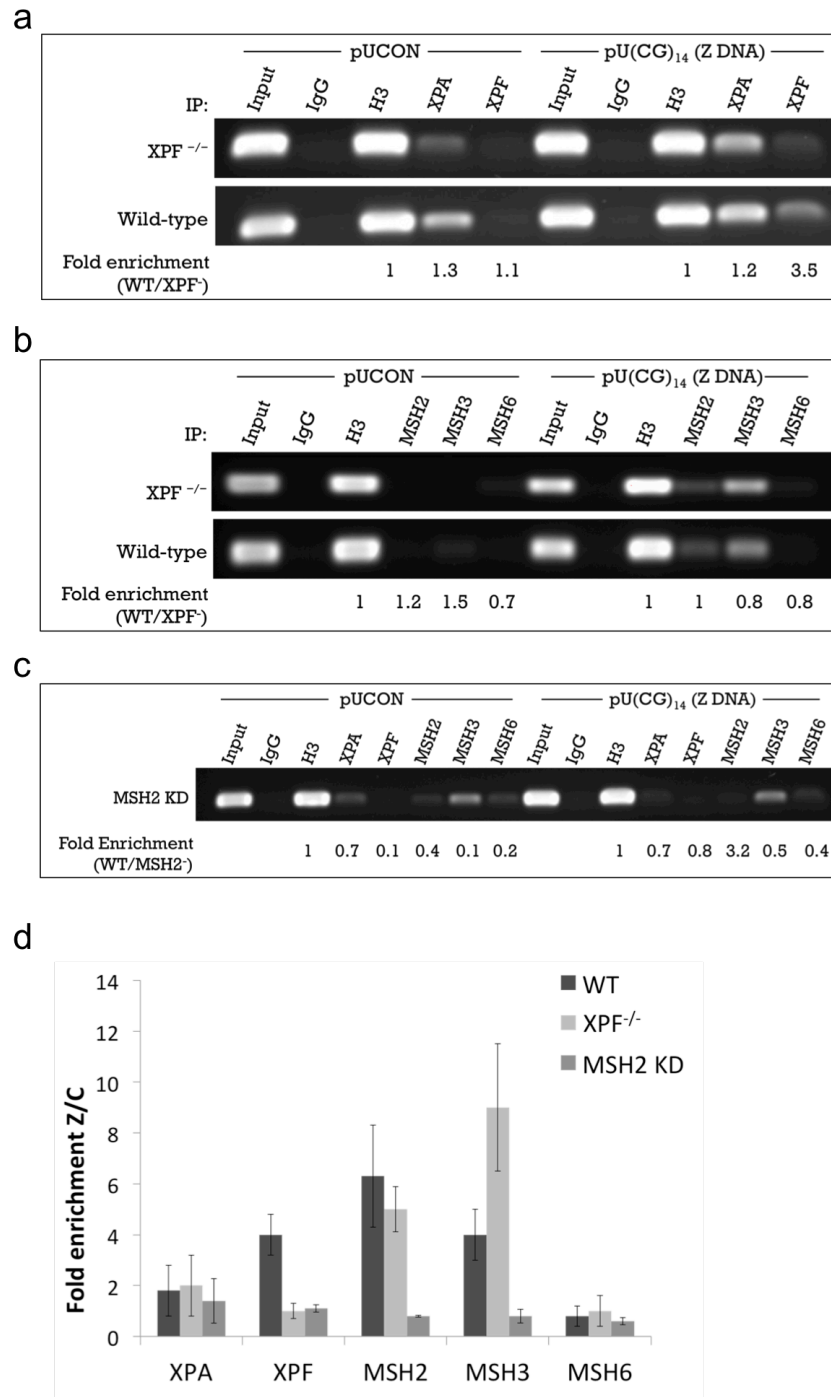 a
pUCON pU(CG)₁₄ (Z DNA)
IP: Input IgG H3 XPA XPF Input IgG H3 XPA XPF
XPF ⁻/⁻
Wild-type
Fold enrichment
(WT/XPF⁻) 1 1.3 1.1 1 1.2 3.5
b
pUCON pU(CG)₁₄ (Z DNA)
IP: Input IgG H3 MSH2 MSH3 MSH6 Input IgG H3 MSH2 MSH3 MSH6
XPF ⁻/⁻
Wild-type
Fold enrichment
(WT/XPF⁻) 1 1.2 1.5 0.7 1 1 0.8 0.8
c
pUCON pU(CG)₁₄ (Z DNA)
Input IgG H3 XPA XPF MSH2 MSH3 MSH6 Input IgG H3 XPA XPF MSH2 MSH3 MSH6
MSH2 KD
Fold Enrichment
(WT/MSH2⁻) 1 0.7 0.1 0.4 0.1 0.2 1 0.7 0.8 3.2 0.5 0.4
d
Fold enrichment Z/C
14
12
10
8
6
4
2
0
WT
XPF⁻/⁻
MSH2 KD
XPA XPF MSH2 MSH3 MSH6